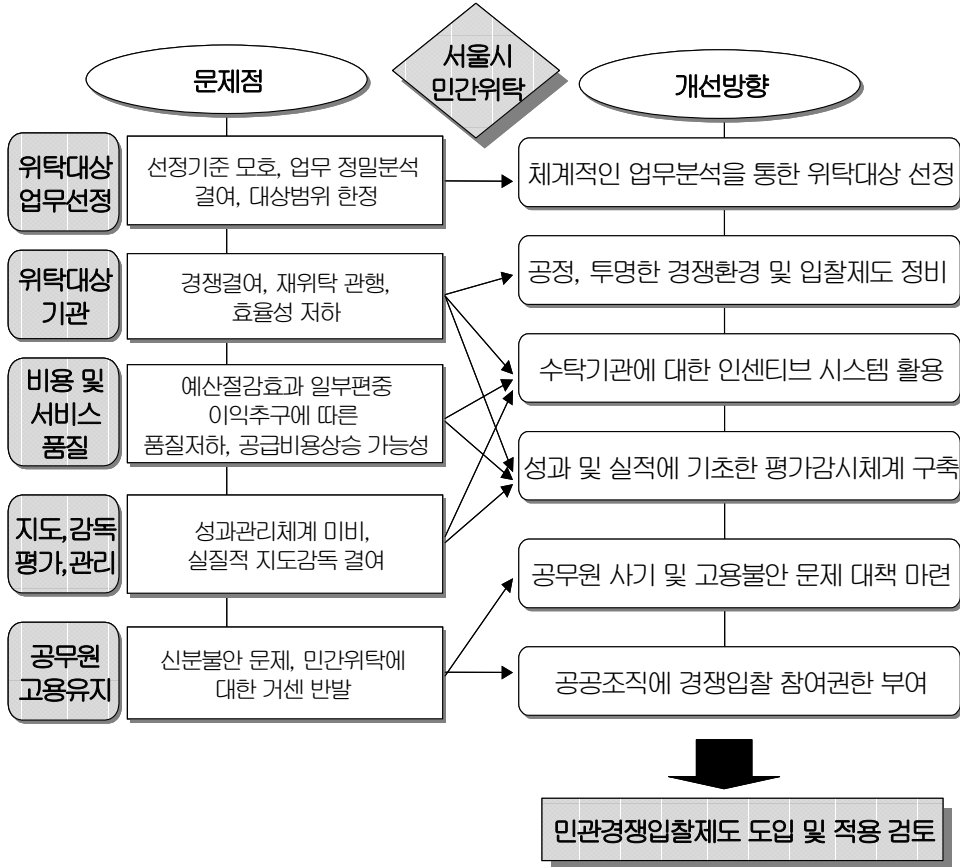 서울시
민간위탁
문제점
개선방향
위탁대상
업무선정
선정기준 모호, 업무 정밀분석
결여, 대상범위 한정
체계적인 업무분석을 통한 위탁대상 선정
위탁대상
기관
경쟁결여, 재위탁 관행,
효율성 저하
공정, 투명한 경쟁환경 및 입찰제도 정비
비용 및
서비스
품질
예산절감효과 일부편중
이익추구에 따른
품질저하, 공급비용상승 가능성
수탁기관에 대한 인센티브 시스템 활용
성과 및 실적에 기초한 평가감시체계 구축
지도,감독
평가,관리
성과관리체계 미비,
실질적 지도감독 결여
공무원 사기 및 고용불안 문제 대책 마련
공무원
고용유지
신분불안 문제, 민간위탁에
대한 거센 반발
공공조직에 경쟁입찰 참여권한 부여
민관경쟁입찰제도 도입 및 적용 검토